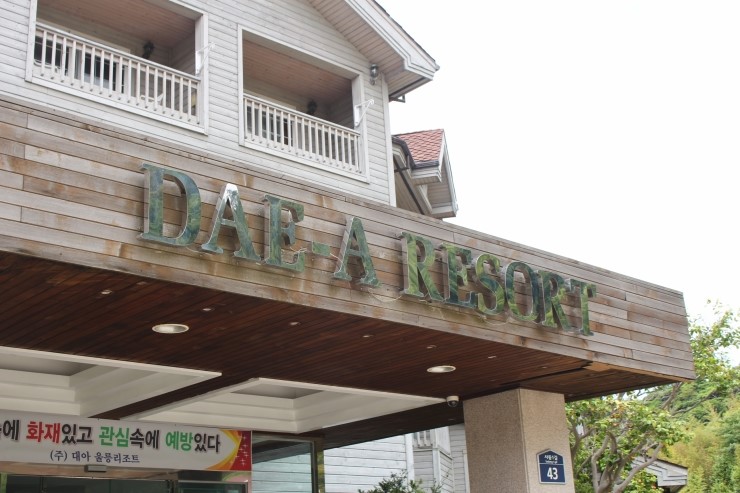 DAE-A RESORT
에 화재있고 관심속에 예방있다
(주) 대아 울릉리조트
43